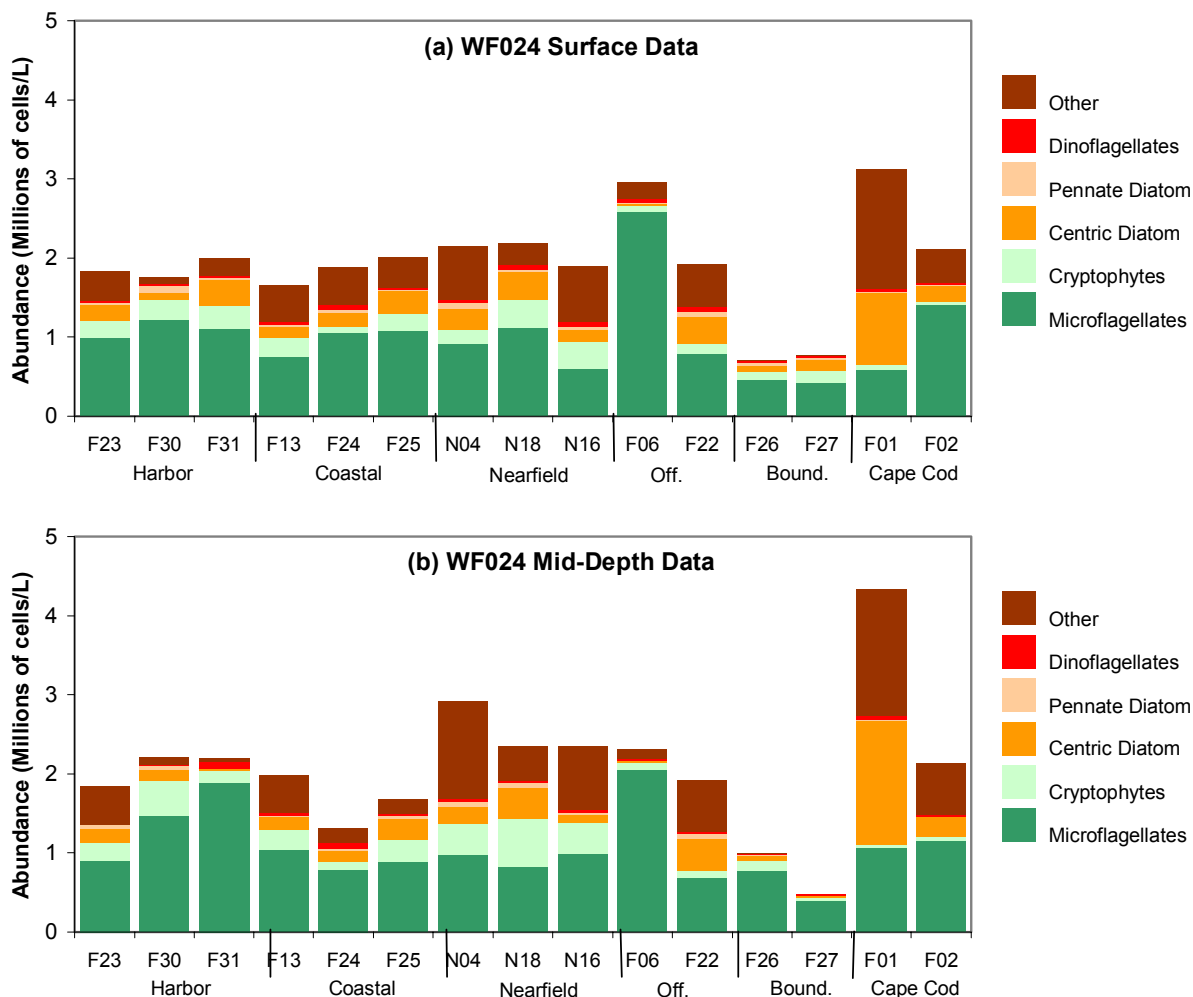 (a) WF024 Surface Data
Abundance (Millions of cells/L)
5
4
3
2
1
0
F23 F30 F31 F13 F24 F25 N04 N18 N16 F06 F22 F26 F27 F01 F02
Harbor Coastal Nearfield Off. Bound. Cape Cod
Other
Dinoflagellates
Pennate Diatom
Centric Diatom
Cryptophytes
Microflagellates
(b) WF024 Mid-Depth Data
Abundance (Millions of cells/L)
5
4
3
2
1
0
F23 F30 F31 F13 F24 F25 N04 N18 N16 F06 F22 F26 F27 F01 F02
Harbor Coastal Nearfield Off. Bound. Cape Cod
Other
Dinoflagellates
Pennate Diatom
Centric Diatom
Cryptophytes
Microflagellates